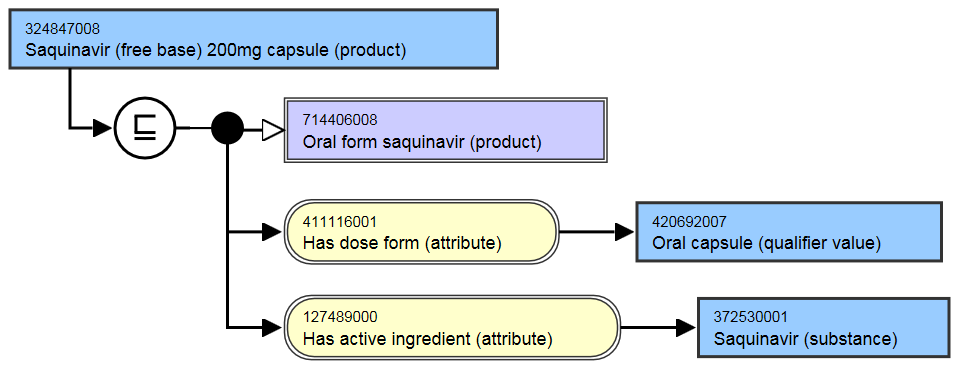 324847008
Saquinavir (free base) 200mg capsule (product)
⊑
714406008
Oral form saquinavir (product)
411116001
Has dose form (attribute)
420692007
Oral capsule (qualifier value)
127489000
Has active ingredient (attribute)
372530001
Saquinavir (substance)